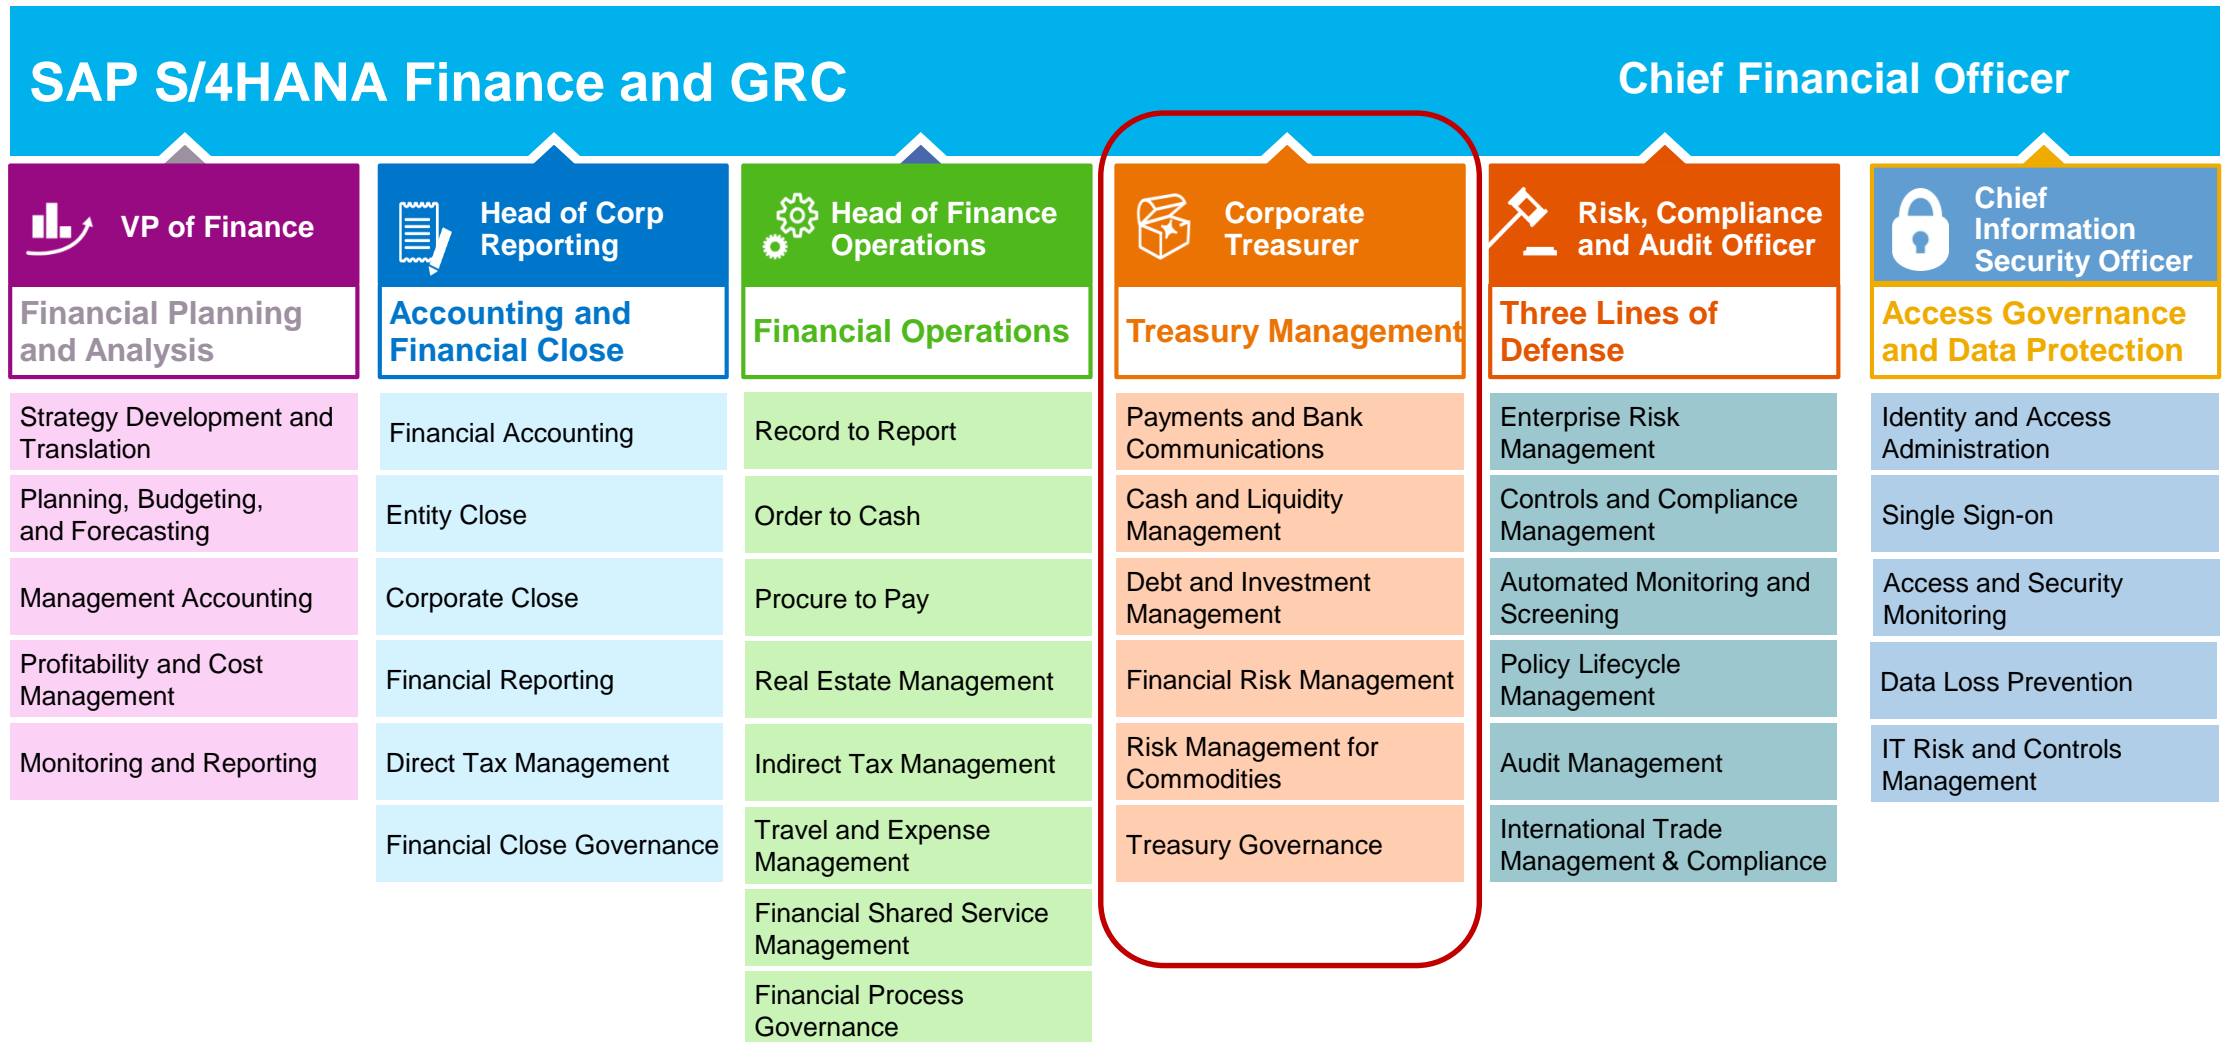 SAP S/4HANA Finance and GRC
Chief Financial Officer
VP of Finance
Financial Planning
and Analysis
Strategy Development and
Translation
Planning, Budgeting,
and Forecasting
Management Accounting
Profitability and Cost
Management
Monitoring and Reporting
Head of Corp
Reporting
Accounting and
Financial Close
Financial Accounting
Entity Close
Corporate Close
Financial Reporting
Direct Tax Management
Financial Close Governance
Head of Finance
Operations
Financial Operations
Record to Report
Order to Cash
Procure to Pay
Real Estate Management
Indirect Tax Management
Travel and Expense
Management
Financial Shared Service
Management
Financial Process
Governance
Corporate
Treasurer
Treasury Management
Payments and Bank
Communications
Cash and Liquidity
Management
Debt and Investment
Management
Financial Risk Management
Risk Management for
Commodities
Treasury Governance
Risk, Compliance
and Audit Officer
Three Lines of
Defense
Enterprise Risk
Management
Controls and Compliance
Management
Automated Monitoring and
Screening
Policy Lifecycle
Management
Audit Management
International Trade
Management & Compliance
Chief
Information
Security Officer
Access Governance
and Data Protection
Identity and Access
Administration
Single Sign-on
Access and Security
Monitoring
Data Loss Prevention
IT Risk and Controls
Management